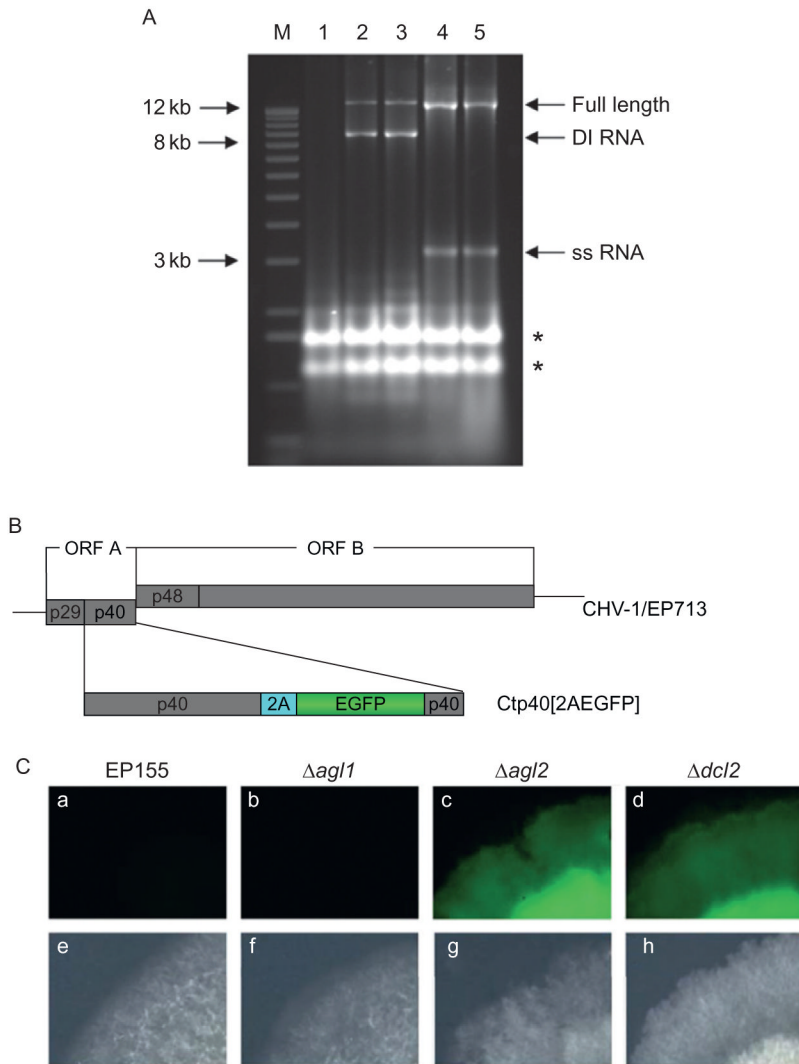 A
M 1 2 3 4 5
12 kb
Full length
8 kb
DI RNA
3 kb
ss RNA
*
*
B
ORF A
ORF B
p48
p29
p40
CHV-1/EP713
p40
2A
EGFP
p40
Ctp40[2AEGFP]
C
EP155
Δagl1
Δagl2
Δdcl2
a
b
c
d
e
f
g
h